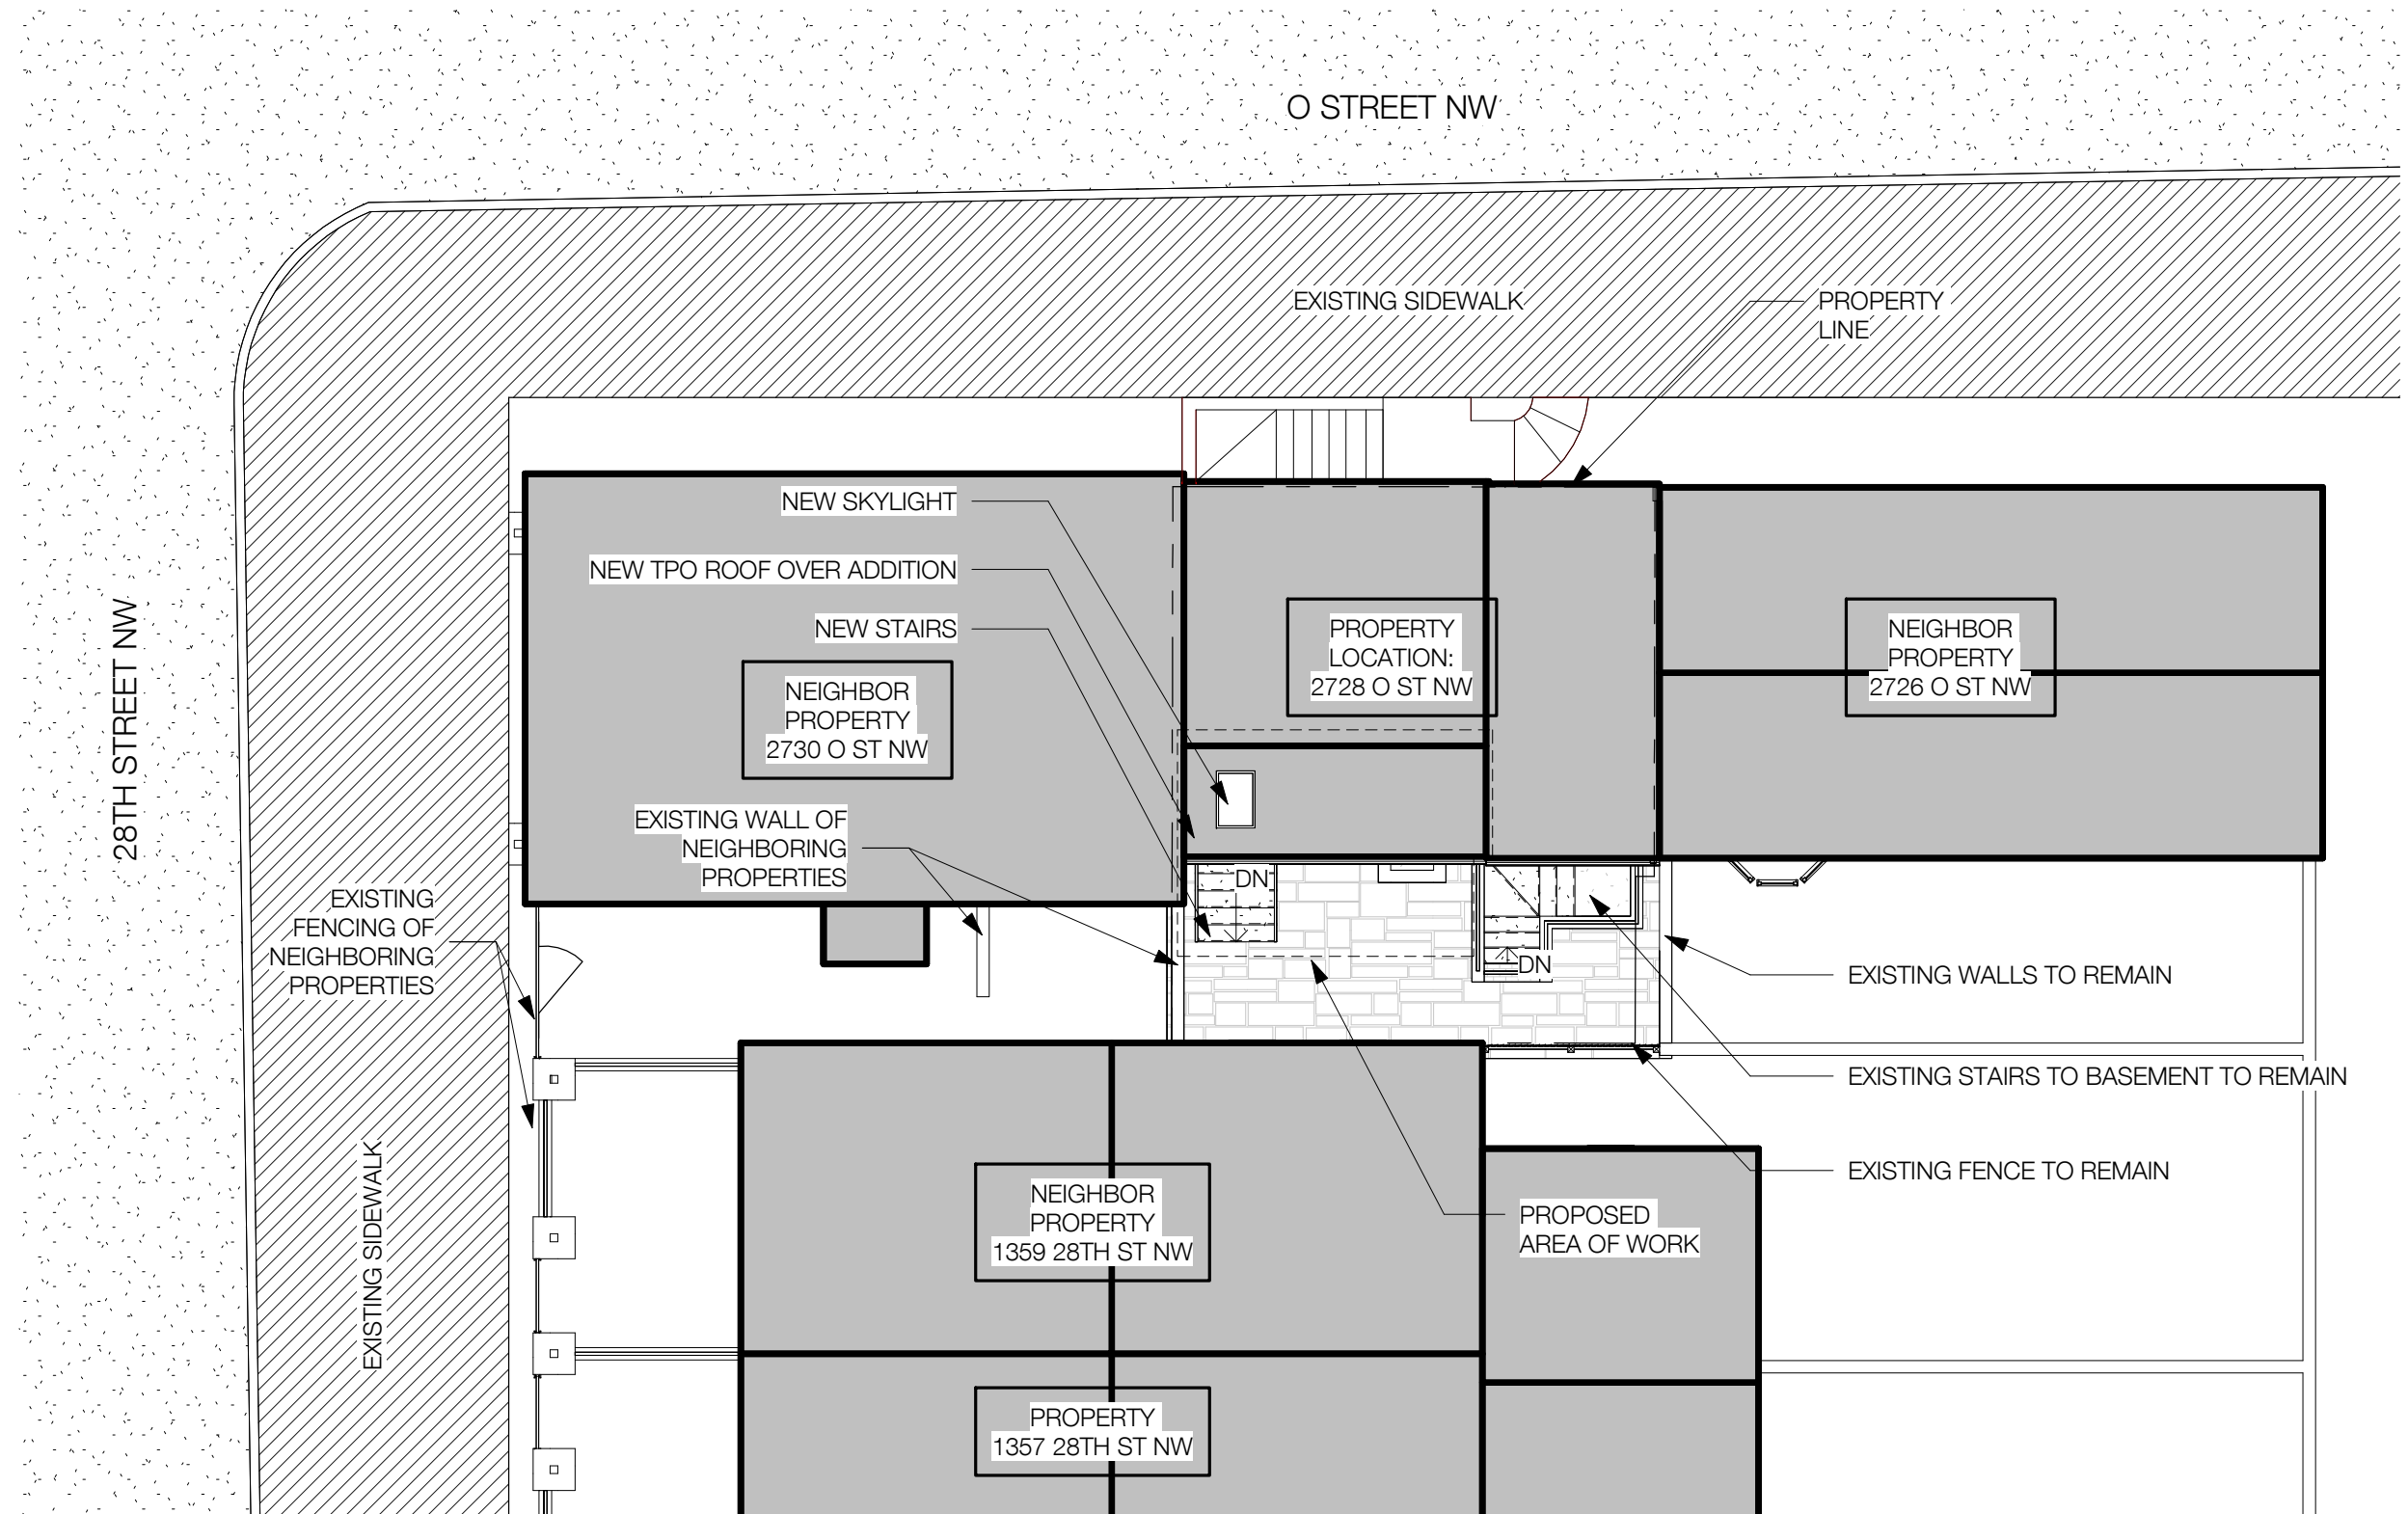 O STREET NW
EXISTING SIDEWALK
PROPERTY
LINE
NEW SKYLIGHT
NEW TPO ROOF OVER ADDITION
NEW STAIRS
PROPERTY
LOCATION:
2728 O ST NW
NEIGHBOR
PROPERTY
2726 O ST NW
NEIGHBOR
PROPERTY
2730 O ST NW
28TH STREET NW
EXISTING WALL OF
NEIGHBORING
PROPERTIES
EXISTING
FENCING OF
NEIGHBORING
PROPERTIES
DN
DN
EXISTING WALLS TO REMAIN
EXISTING STAIRS TO BASEMENT TO REMAIN
EXISTING FENCE TO REMAIN
EXISTING SIDEWALK
NEIGHBOR
PROPERTY
1359 28TH ST NW
PROPOSED
AREA OF WORK
PROPERTY
1357 28TH ST NW